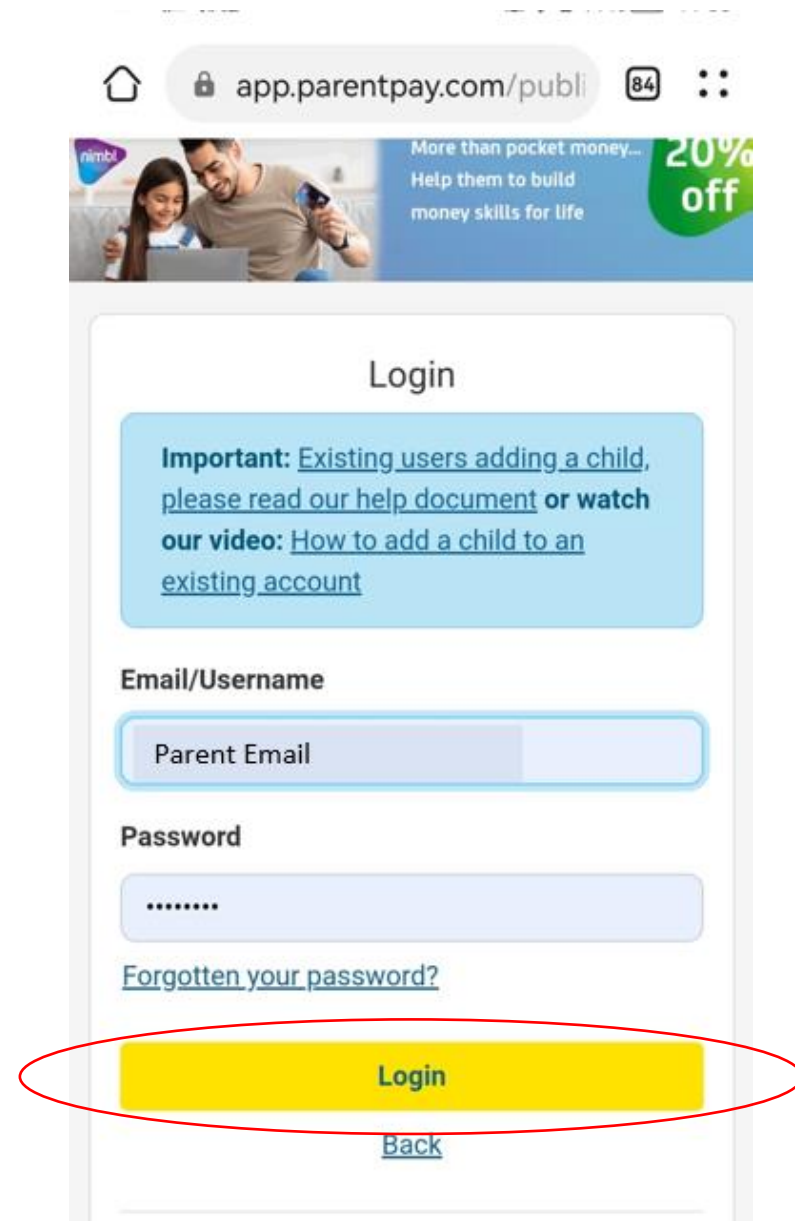 app.parentpay.com/publi
84
nimbl
More than pocket money...
Help them to build
money skills for life
20%
off
Login
Important: Existing users adding a child,
please read our help document or watch
our video: How to add a child to an
existing account
Email/Username
Parent Email
Password
••••••••
Forgotten your password?
Login
Back